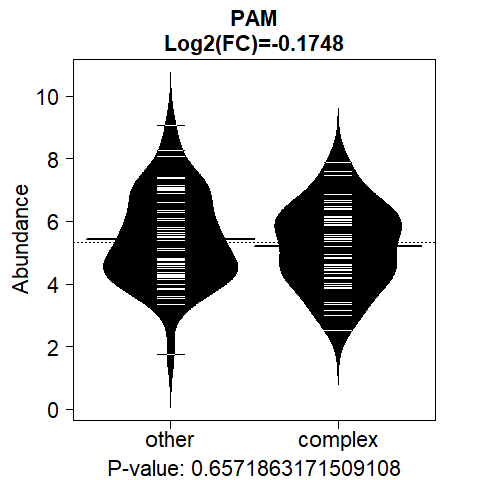 PAM
Log2(FC)=-0.1748
Abundance
10
8
6
4
2
0
other complex
P-value: 0.6571863171509108